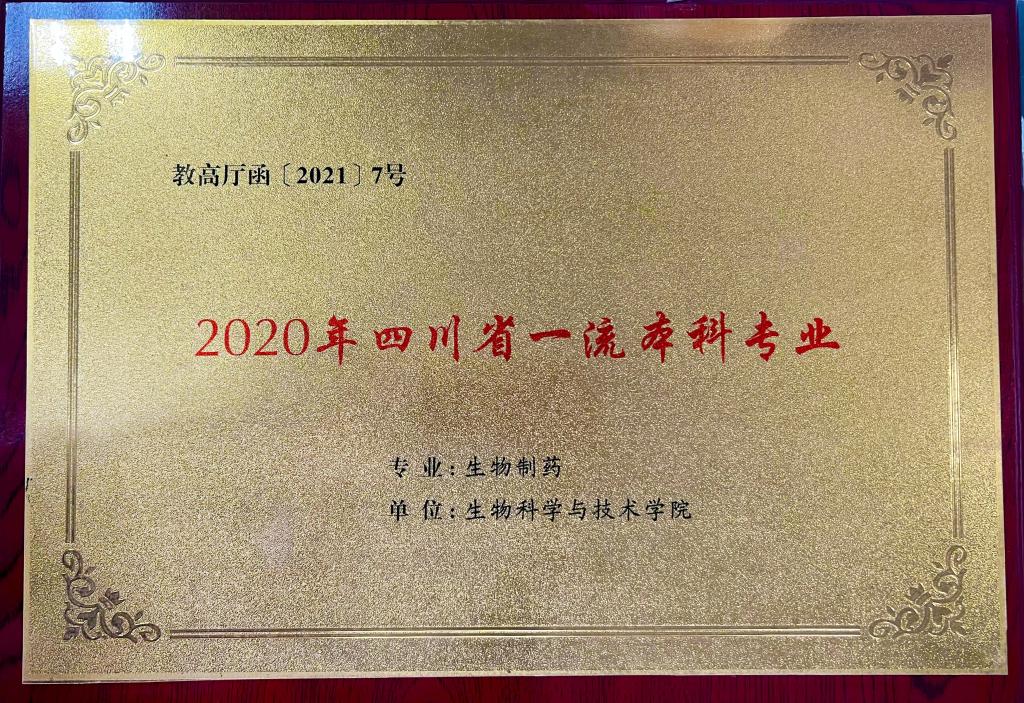 教高厅函〔2021〕7号
2020年四川省一流本科专业
专业:生物制药
单位:生物科学与技术学院